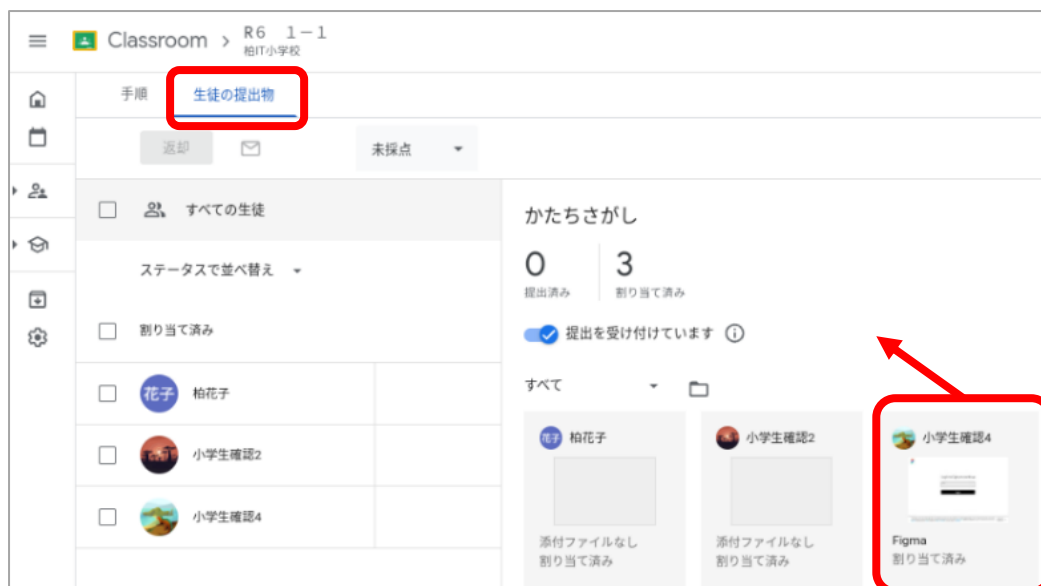 Classroom > R6 1-1
柏IT小学校
手順
生徒の提出物
返却
未採点
すべての生徒
ステータスで並べ替え
割り当て済み
花子 柏花子
小学生確認2
小学生確認4
かたちさがし
0
3
提出済み
割り当て済み
提出を受け付けています
すべて
花子 柏花子
添付ファイルなし
割り当て済み
小学生確認2
添付ファイルなし
割り当て済み
小学生確認4
Figma
割り当て済み